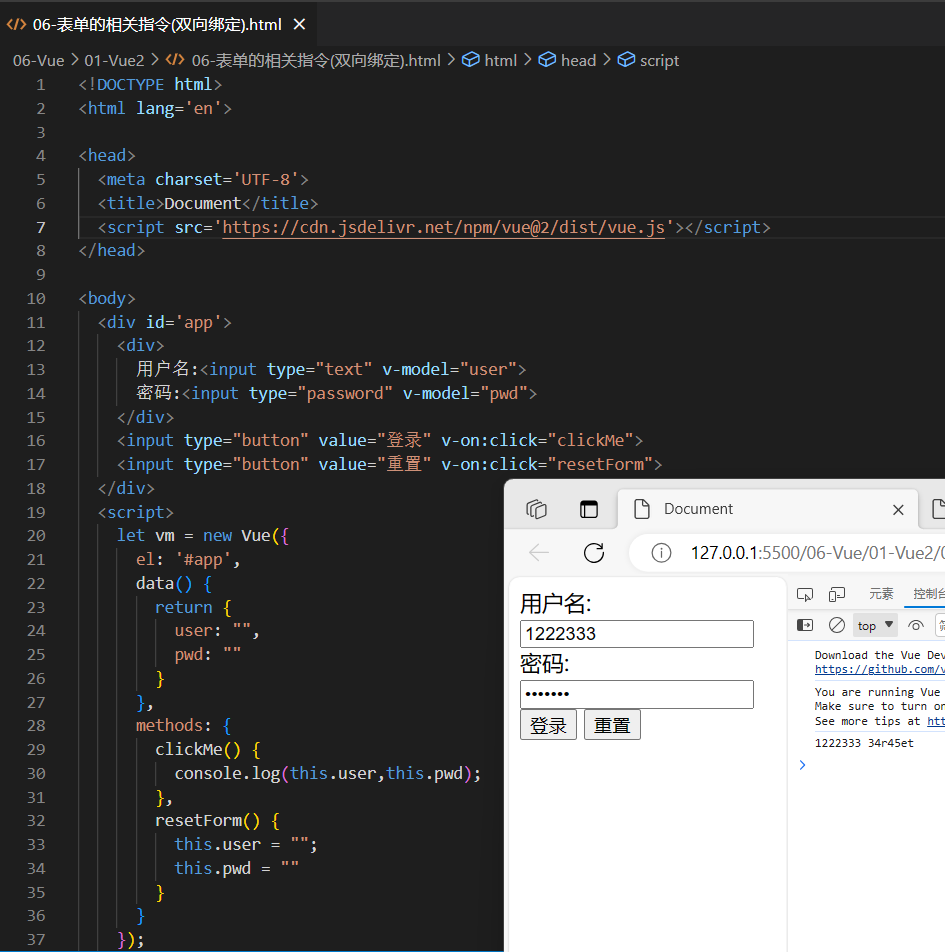 06-表单的相关指令(双向绑定).html
06-Vue > 01-Vue2 > 06-表单的相关指令(双向绑定).html > html > head > script
1 <!DOCTYPE html>
2 <html lang='en'>
3
4 <head>
5 <meta charset='UTF-8'>
6 <title>Document</title>
7 <script src='https://cdn.jsdelivr.net/npm/vue@2/dist/vue.js'></script>
8 </head>
9
10 <body>
11 <div id='app'>
12 <div>
13 用户名:<input type="text" v-model="user">
14 密码:<input type="password" v-model="pwd">
15 </div>
16 <input type="button" value="登录" v-on:click="clickMe">
17 <input type="button" value="重置" v-on:click="resetForm">
18 </div>
19 <script>
20 let vm = new Vue({
21 el: '#app',
22 data() {
23 return {
24 user: "",
25 pwd: ""
26 }
27 },
28 methods: {
29 clickMe() {
30 console.log(this.user,this.pwd);
31 },
32 resetForm() {
33 this.user = "";
34 this.pwd = ""
35 }
36 }
37 });
Document
127.0.0.1:5500/06-Vue/01-Vue2/
用户名:
1222333
密码:
•••••••
登录 重置
元素 控制台
top
Download the Vue Dev
https://github.com/v
You are running Vue
Make sure to turn on
See more tips at htt
1222333 34r45et